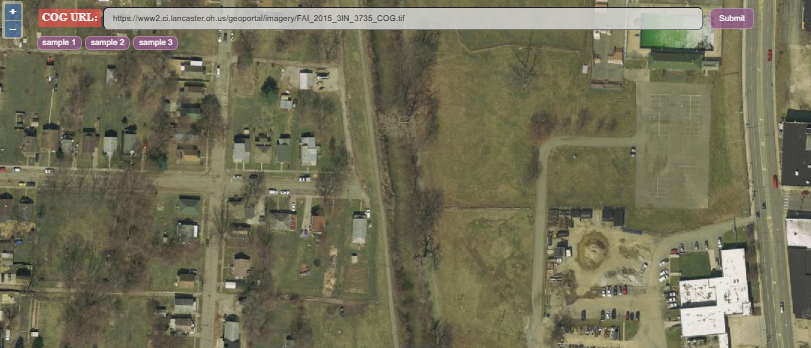 +
COG URL: https://www2.ci.lancaster.oh.us/geoportal/imagery/FAI_2015_3IN_3735_COG.tif Submit
−
sample 1 sample 2 sample 3